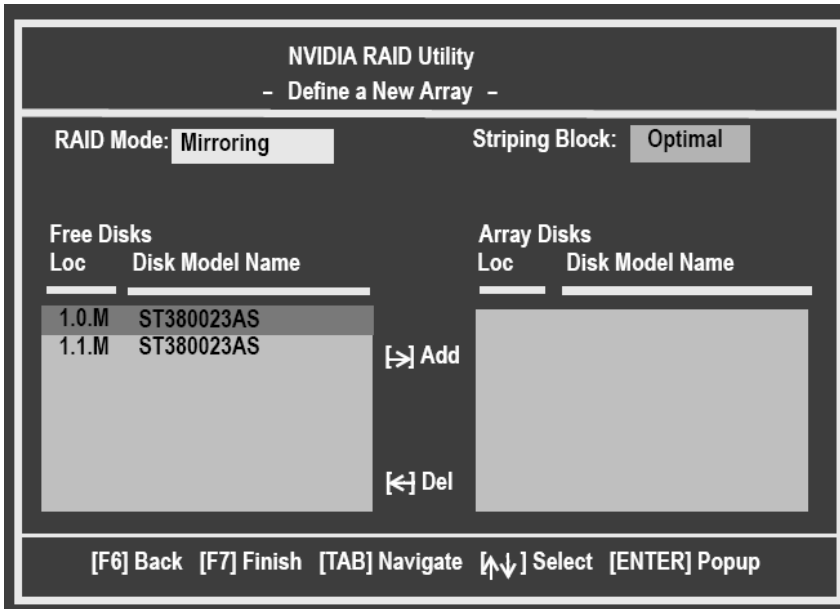 NVIDIA RAID Utility
– Define a New Array –
RAID Mode: Mirroring
Striping Block: Optimal
Free Disks
Loc Disk Model Name
1.0.M ST380023AS
1.1.M ST380023AS
[→] Add
[←] Del
Array Disks
Loc Disk Model Name
[F6] Back [F7] Finish [TAB] Navigate [↑↓] Select [ENTER] Popup